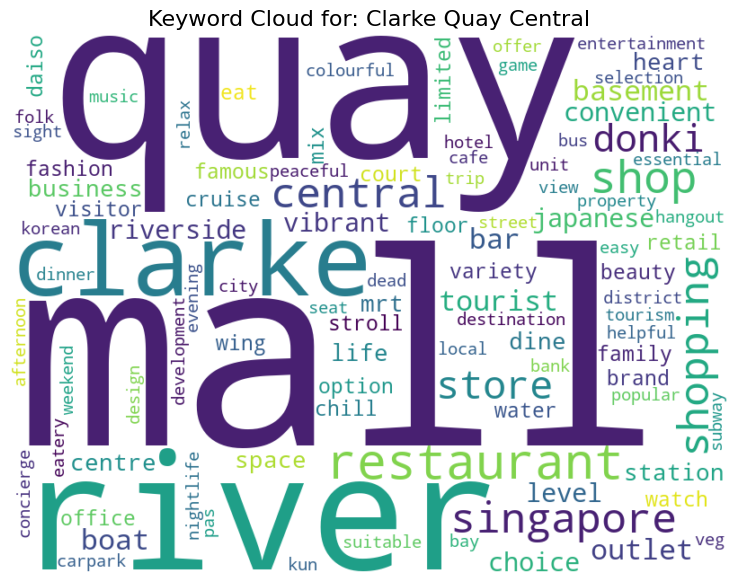 Keyword Cloud for: Clarke Quay Central
quay
offer
entertainment
daiso
colourful
game
heart
selection
music
eat
limited
basement
folk
sight
relax
mix
convenient
hotel
bus
donki
cafe
essential
fashion
famous
peaceful
court
trip
unit
view
shop
business
cruise
central
property
visitor
riverside
vibrant
floor
street
japanese
hangout
korean
bar
easy
retail
clarke
dinner
city
dead
variety
beauty
district
mall
afternoon
weekend
design
development
evening
seat
mrt
tourist
tourism
stroll
destination
helpful
shopping
wing
life
local
dine
family
bank
option
store
brand
popular
chill
water
subway
eatery
concierge
centre
space
restaurant
station
river
nightlife
pas
level
watch
office
singapore
boat
suitable
bay
outlet
veg
carpark
kun
choice